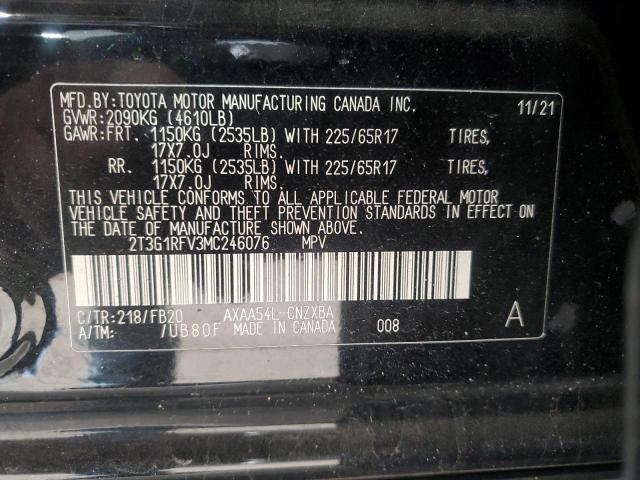 MFD.BY:TOYOTA MOTOR MANUFACTURING CANADA INC. 11/21
GVWR:2090KG (4610LB)
GAWR:FRT. 1150KG (2535LB) WITH 225/65R17 TIRES,
17X7.0J RIMS.
RR. 1150KG (2535LB) WITH 225/65R17 TIRES,
17X7.0J RIMS.
THIS VEHICLE CONFORMS TO ALL APPLICABLE FEDERAL MOTOR
VEHICLE SAFETY AND THEFT PREVENTION STANDARDS IN EFFECT ON
THE DATE OF MANUFACTURE SHOWN ABOVE.
2T3G1RFV3MC246076 MPV
C/TR:218/FB20 AXAA54L-CNZXBA
A/TM: /UB80F MADE IN CANADA 008 A